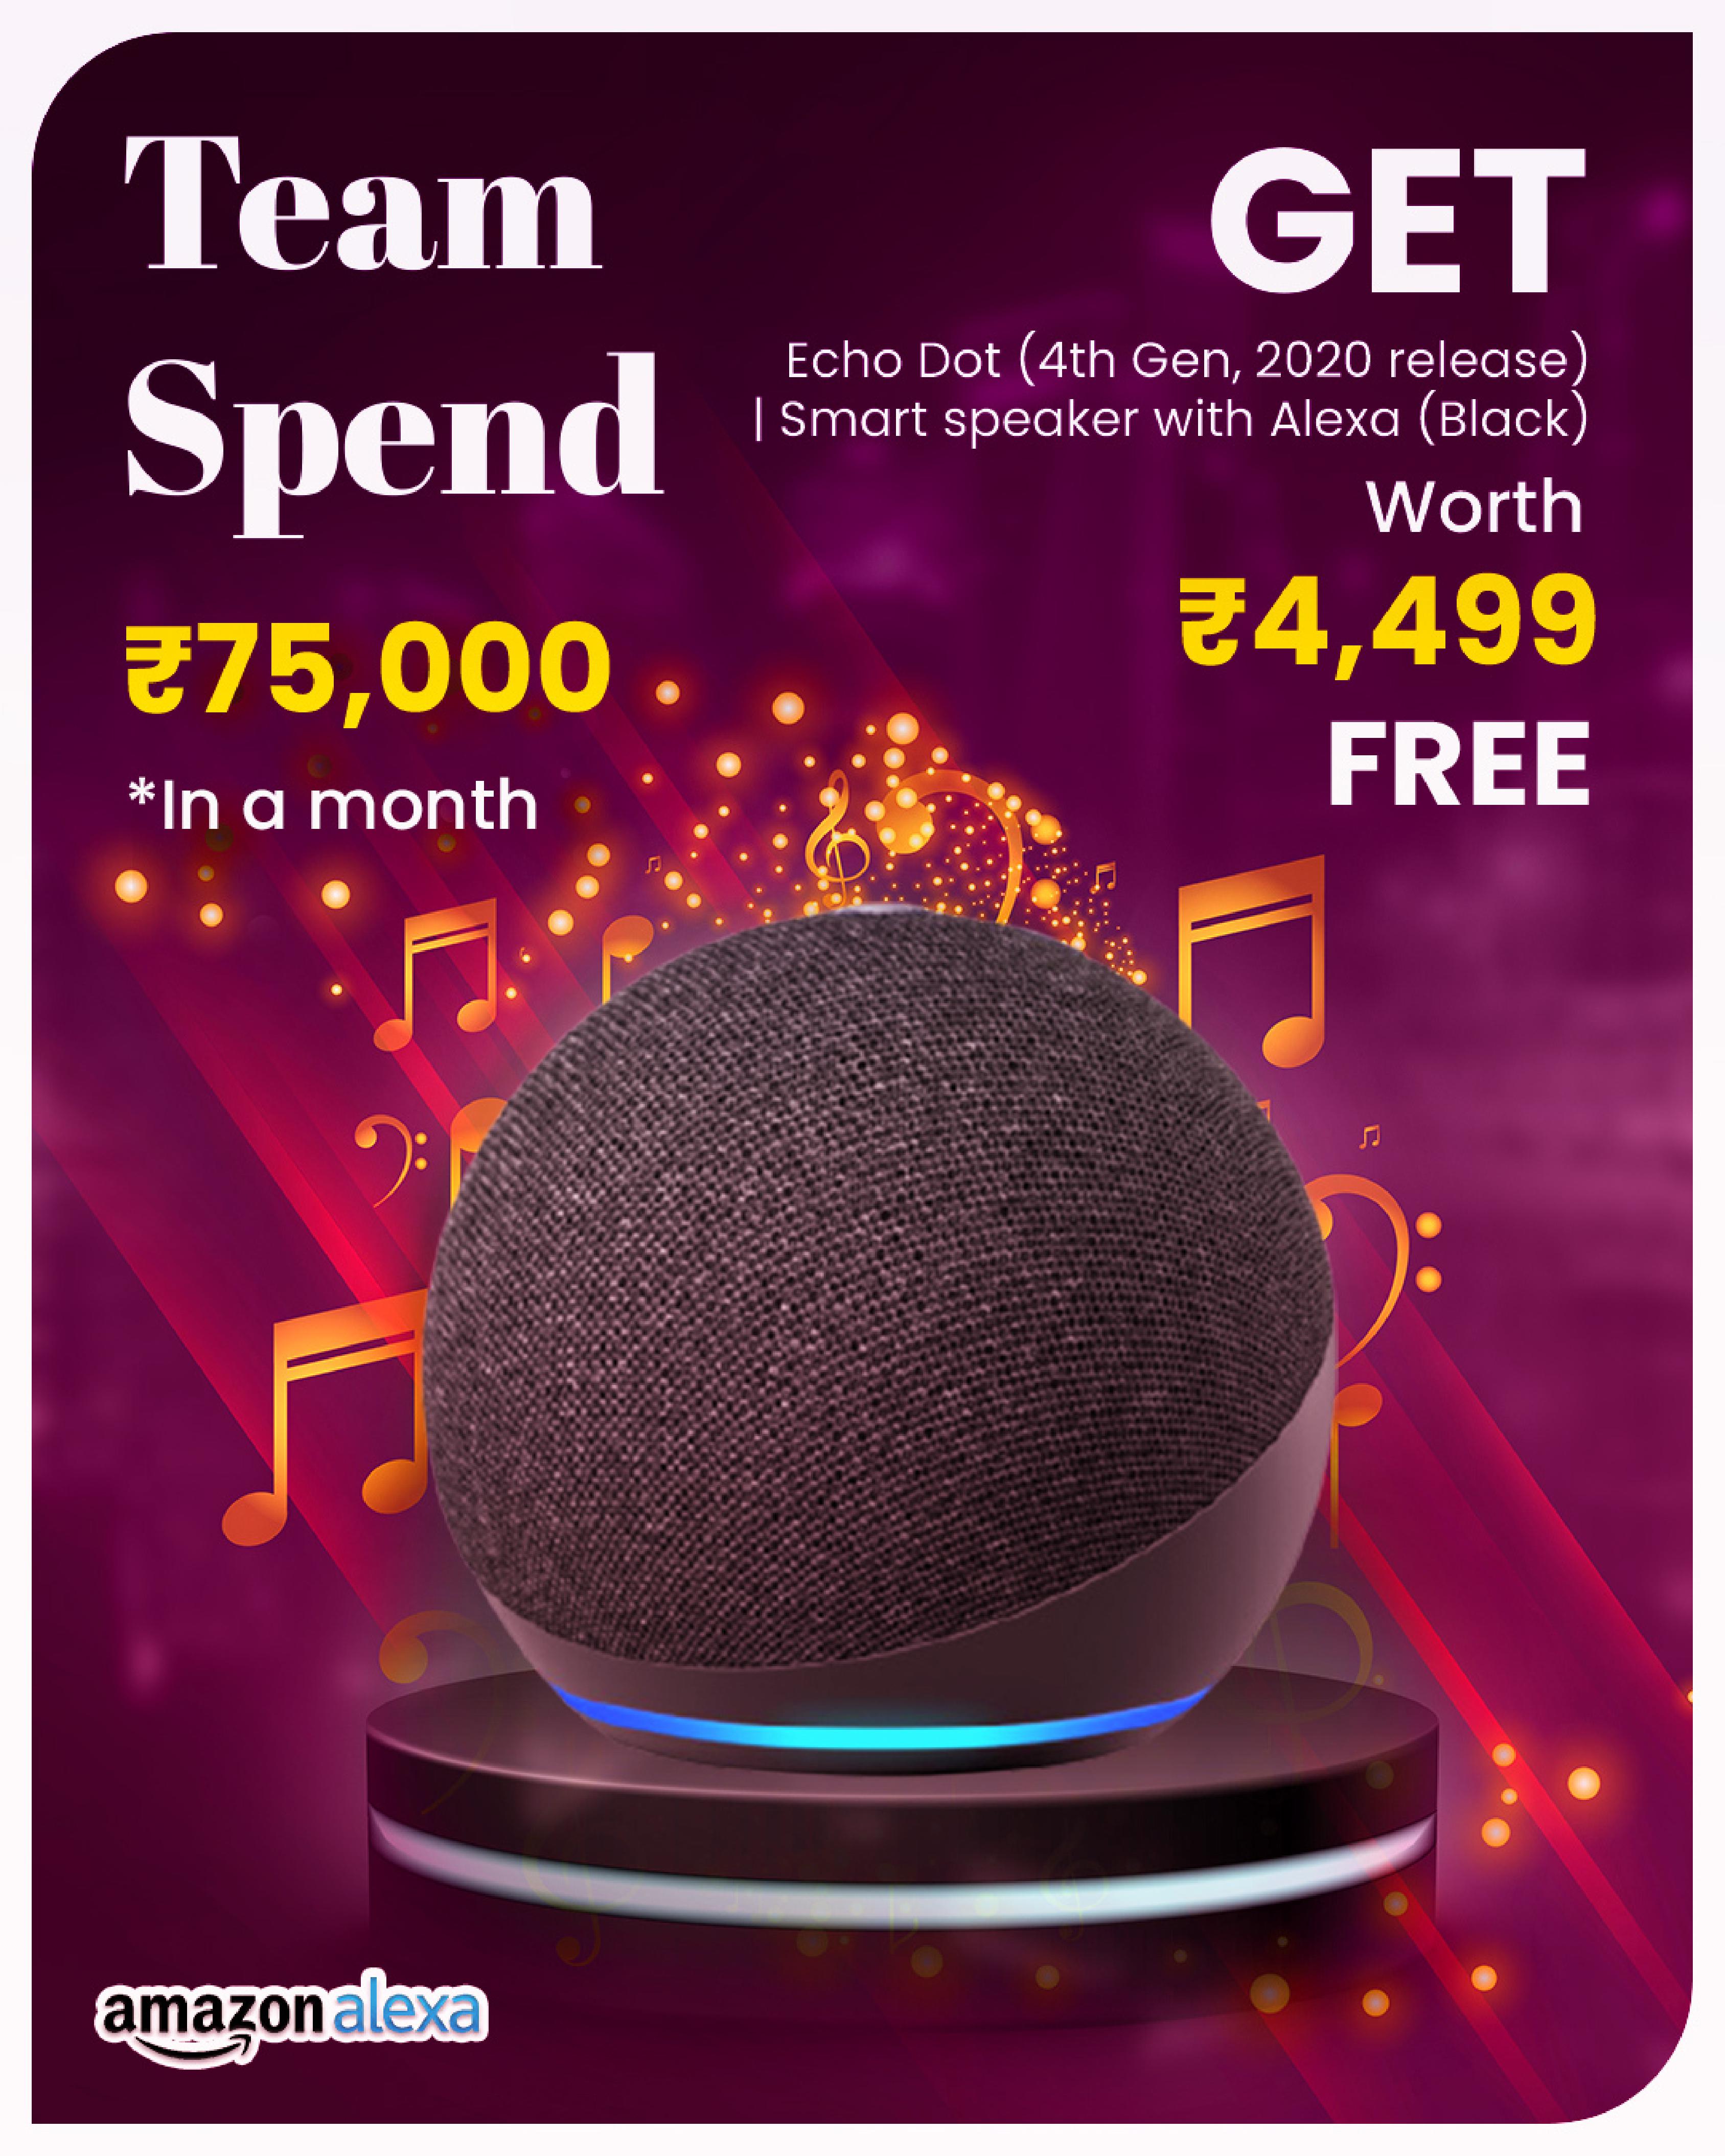 Team
Spend
₹75,000
*In a month
GET
Echo Dot (4th Gen, 2020 release)
| Smart speaker with Alexa (Black)
Worth
₹4,499
FREE
amazon alexa